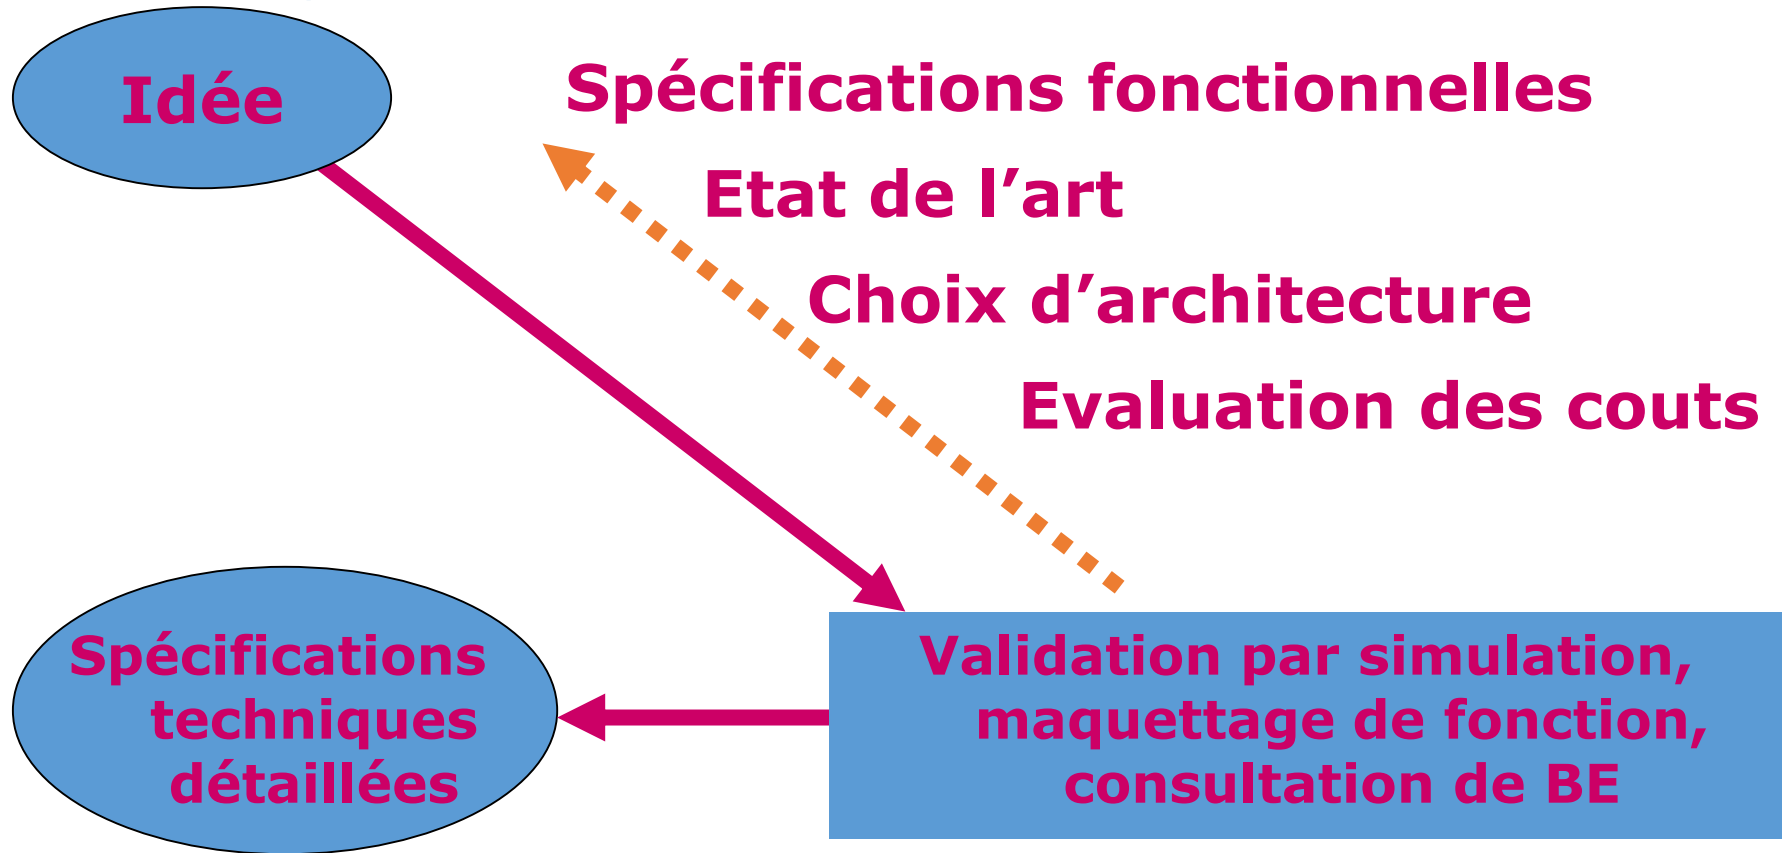 Idée
Spécifications fonctionnelles
Etat de l’art
Choix d’architecture
Evaluation des couts
Spécifications
techniques
détaillées
Validation par simulation,
maquettage de fonction,
consultation de BE